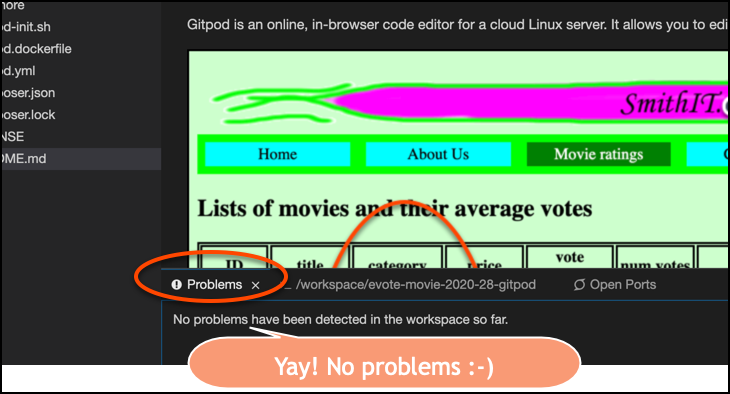 ore
d-init.sh
d.dockerfile
d.yml
poser.json
poser.lock
NSE
OME.md
Gitpod is an online, in-browser code editor for a cloud Linux server. It allows you to edi
SmithIT.
Home
About Us
Movie ratings
Lists of movies and their average votes
ID
title
category
price
vote
num votes
Problems ×
/workspace/evote-movie-2020-28-gitpod
Open Ports
No problems have been detected in the workspace so far.
Yay! No problems :-)